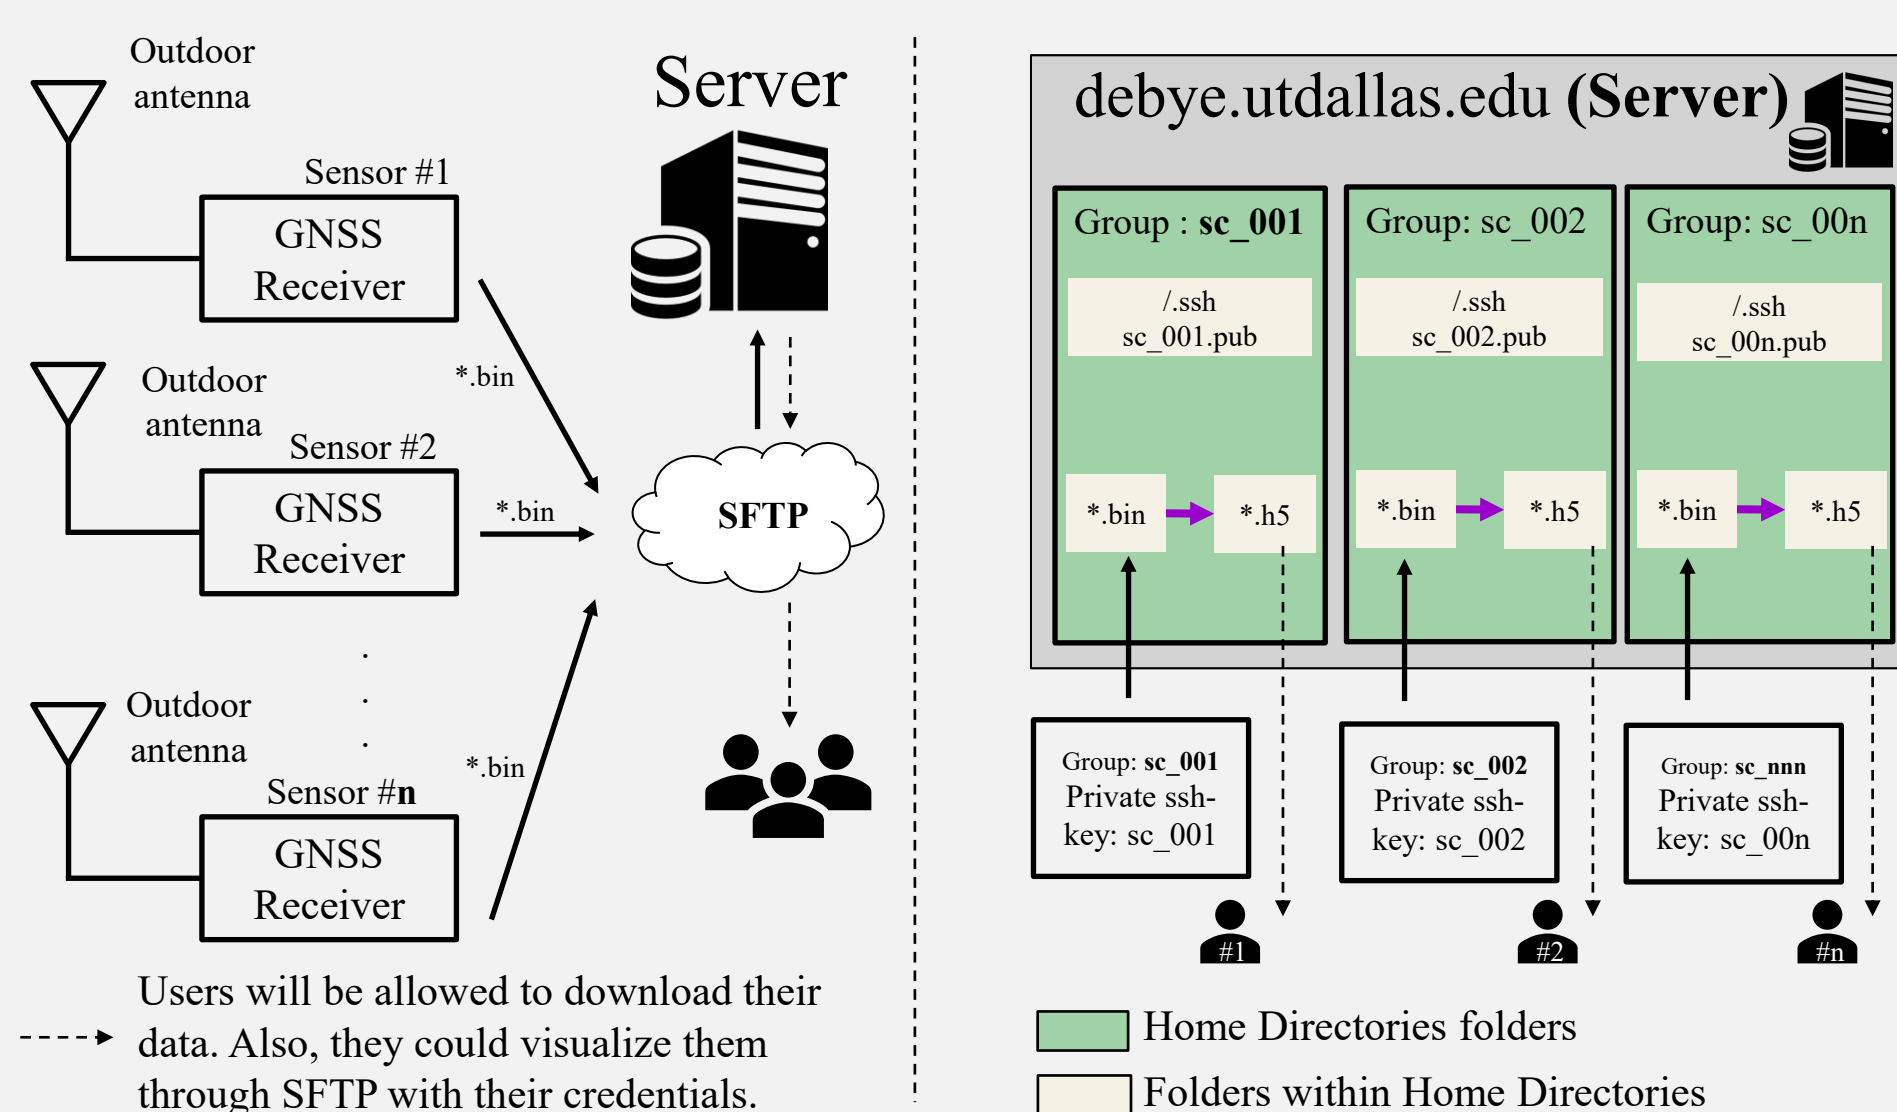 Outdoor
antenna
Sensor #1
GNSS
Receiver
*.bin
Outdoor
antenna
Sensor #2
GNSS
Receiver
*.bin
.
.
.
Outdoor
antenna
Sensor #n
GNSS
Receiver
*.bin
Server
SFTP
Users will be allowed to download their
data. Also, they could visualize them
through SFTP with their credentials.
debye.utdallas.edu (Server)
Group : sc_001
/.ssh
sc_001.pub
*.bin
*.h5
Group: sc_002
/.ssh
sc_002.pub
*.bin
*.h5
Group: sc_00n
/.ssh
sc_00n.pub
*.bin
*.h5
Group: sc_001
Private ssh-
key: sc_001
Group: sc_002
Private ssh-
key: sc_002
Group: sc_nnn
Private ssh-
key: sc_00n
#1
#2
#n
Home Directories folders
Folders within Home Directories